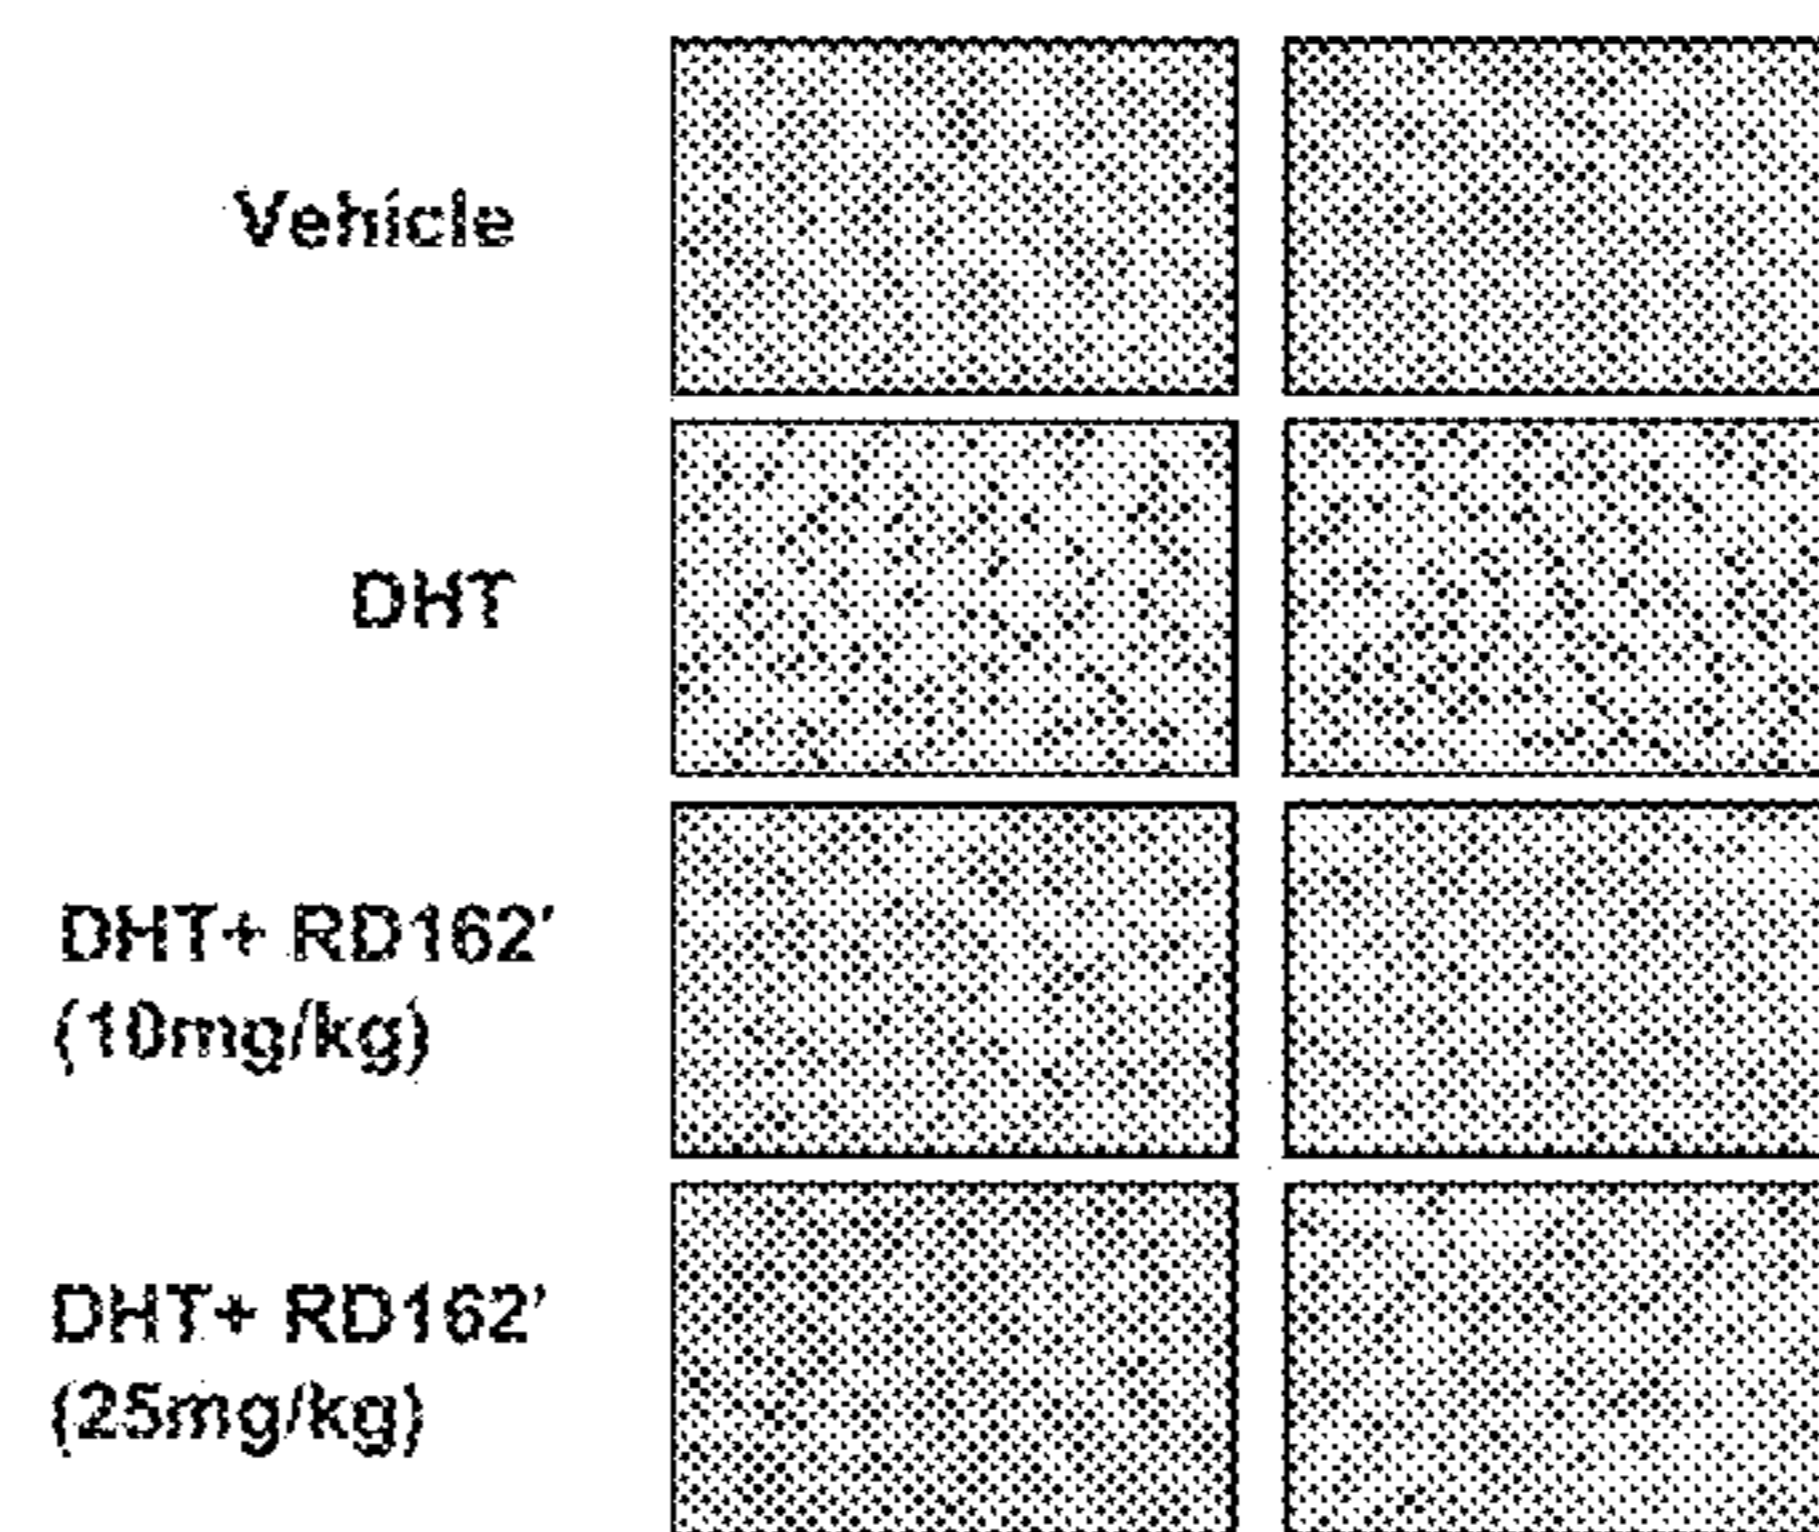 Vehicle
DHT
DHT+ RD162'
(10mg/kg)
DHT+ RD162'
(25mg/kg)